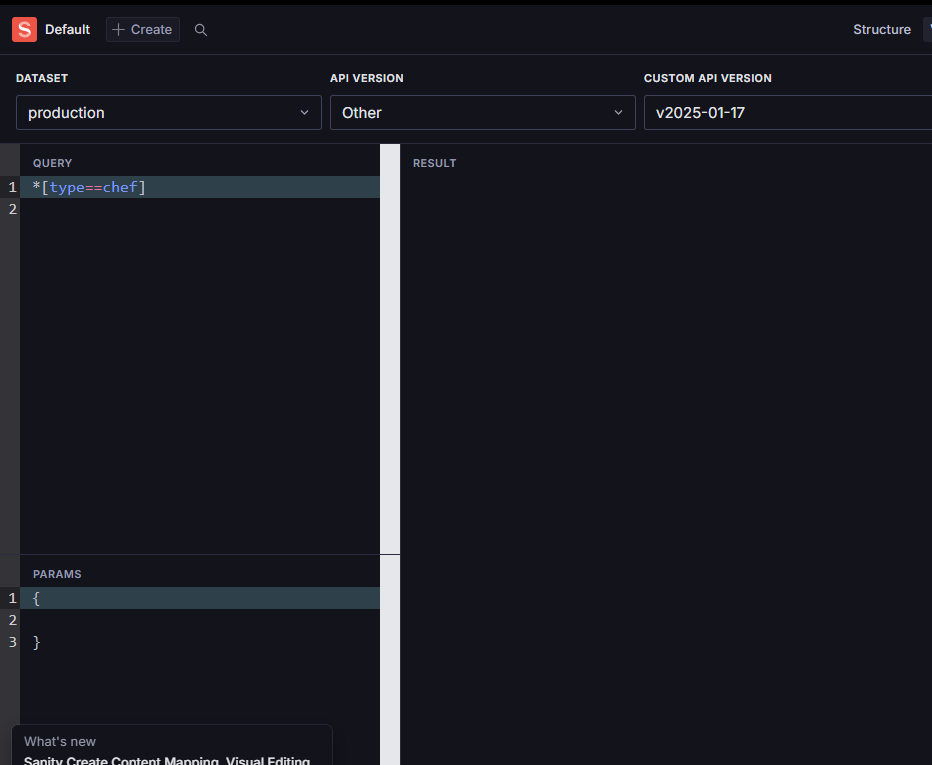 S Default + Create Structure
DATASET API VERSION CUSTOM API VERSION
production Other v2025-01-17
QUERY RESULT
1 *[type==chef]
2
PARAMS
1 {
2
3 }
What's new
Sanity Create Content Mapping, Visual Editing